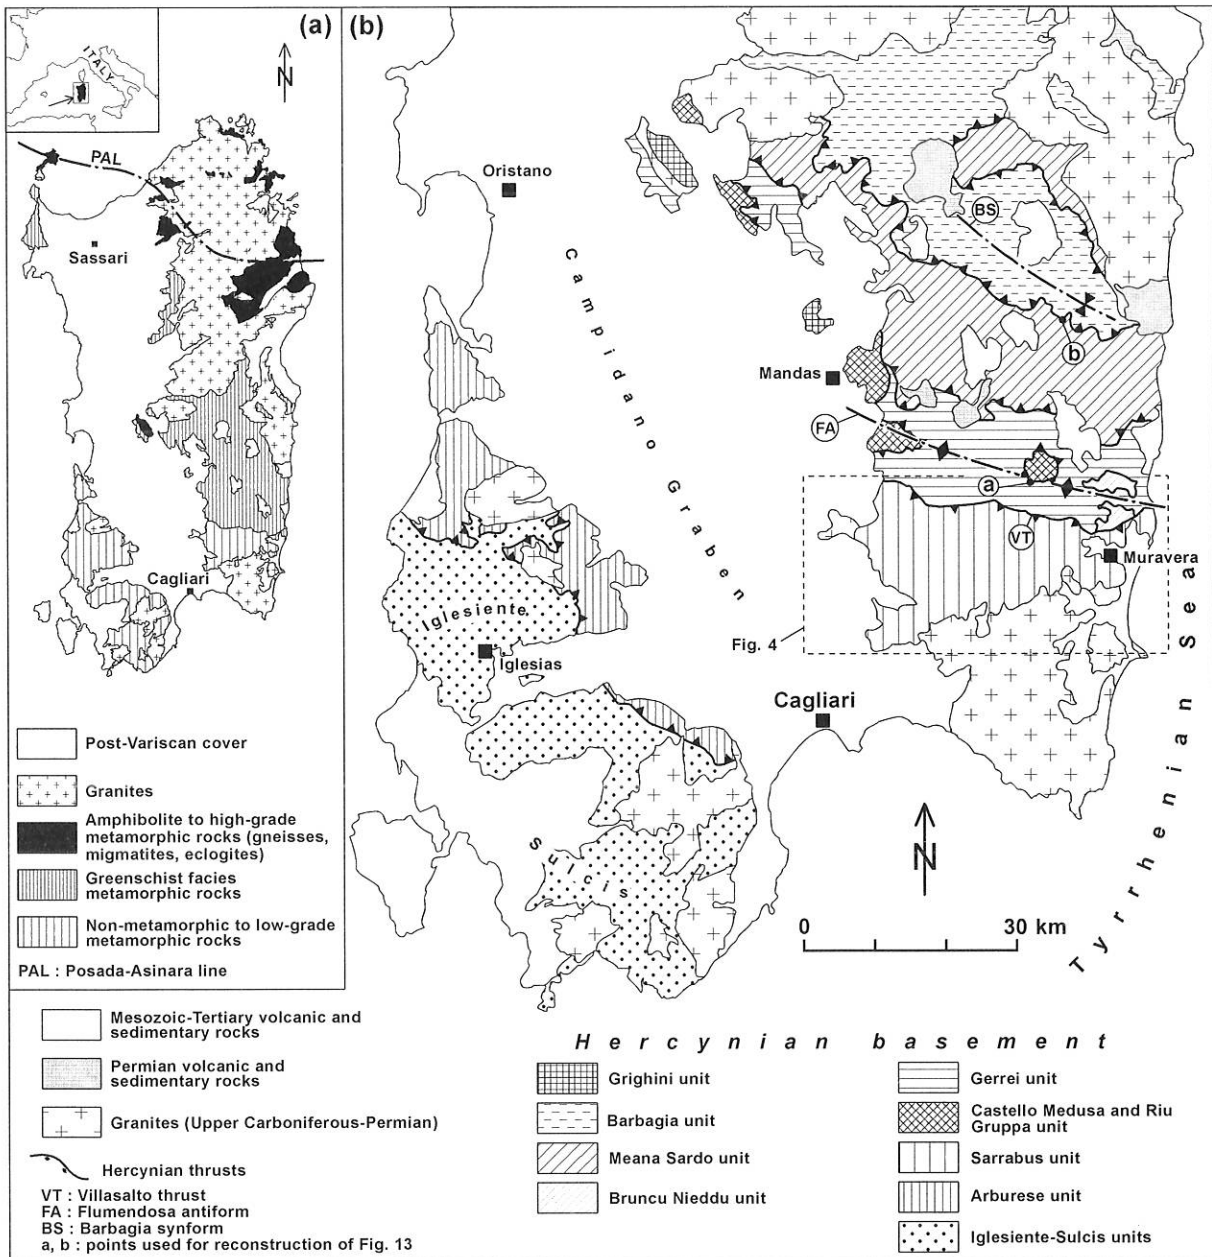 (a)
(b)
ITALY
N
PAL
Sassari
Cagliari
Post-Variscan cover
Granites
Amphibolite to high-grade
metamorphic rocks (gneisses,
migmatites, eclogites)
Greenschist facies
metamorphic rocks
Non-metamorphic to low-grade
metamorphic rocks
PAL : Posada-Asinara line
Oristano
BS
Campidano Graben
b
Mandas
FA
a
VT
Muravera
Iglesiente
Iglesias
Fig. 4
Cagliari
Sulcis
N
Tyrrhenian Sea
0 30 km
Mesozoic-Tertiary volcanic and
sedimentary rocks
Permian volcanic and
sedimentary rocks
Granites (Upper Carboniferous-Permian)
Hercynian thrusts
VT : Villasalto thrust
FA : Flumendosa antiform
BS : Barbagia synform
a, b : points used for reconstruction of Fig. 13
Hercynian basement
Grighini unit
Barbagia unit
Meana Sardo unit
Bruncu Nieddu unit
Gerrei unit
Castello Medusa and Riu
Gruppa unit
Sarrabus unit
Arburese unit
Iglesiente-Sulcis units